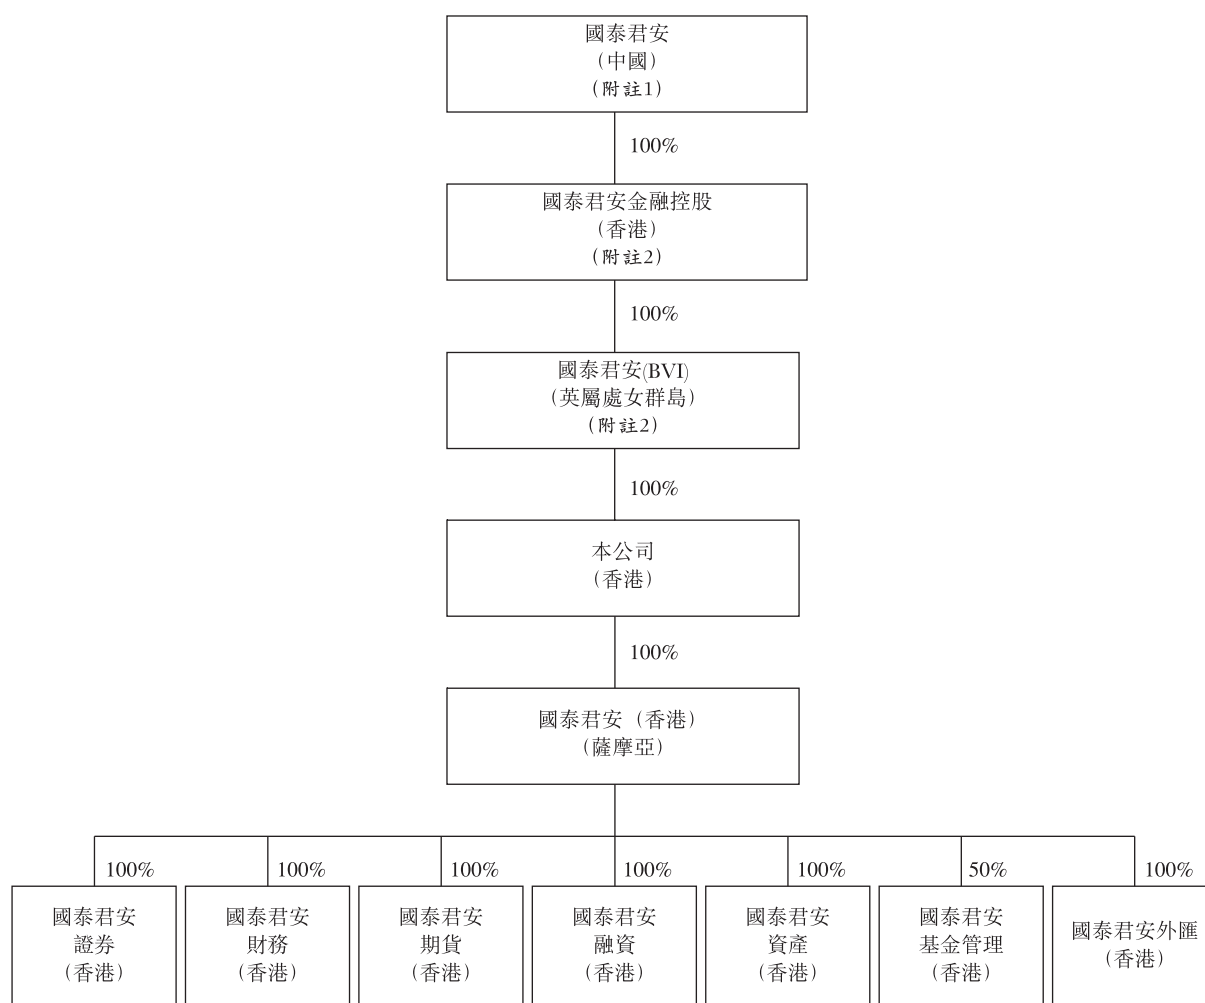 國泰君安
（中國）
（附註1）
100%
國泰君安金融控股
（香港）
（附註2）
100%
國泰君安(BVI)
（英屬處女群島）
（附註2）
100%
本公司
（香港）
100%
國泰君安（香港）
（薩摩亞）
100%
100%
100%
100%
100%
50%
100%
國泰君安
證券
（香港）
國泰君安
財務
（香港）
國泰君安
期貨
（香港）
國泰君安
融資
（香港）
國泰君安
資產
（香港）
國泰君安
基金管理
（香港）
國泰君安外匯
（香港）